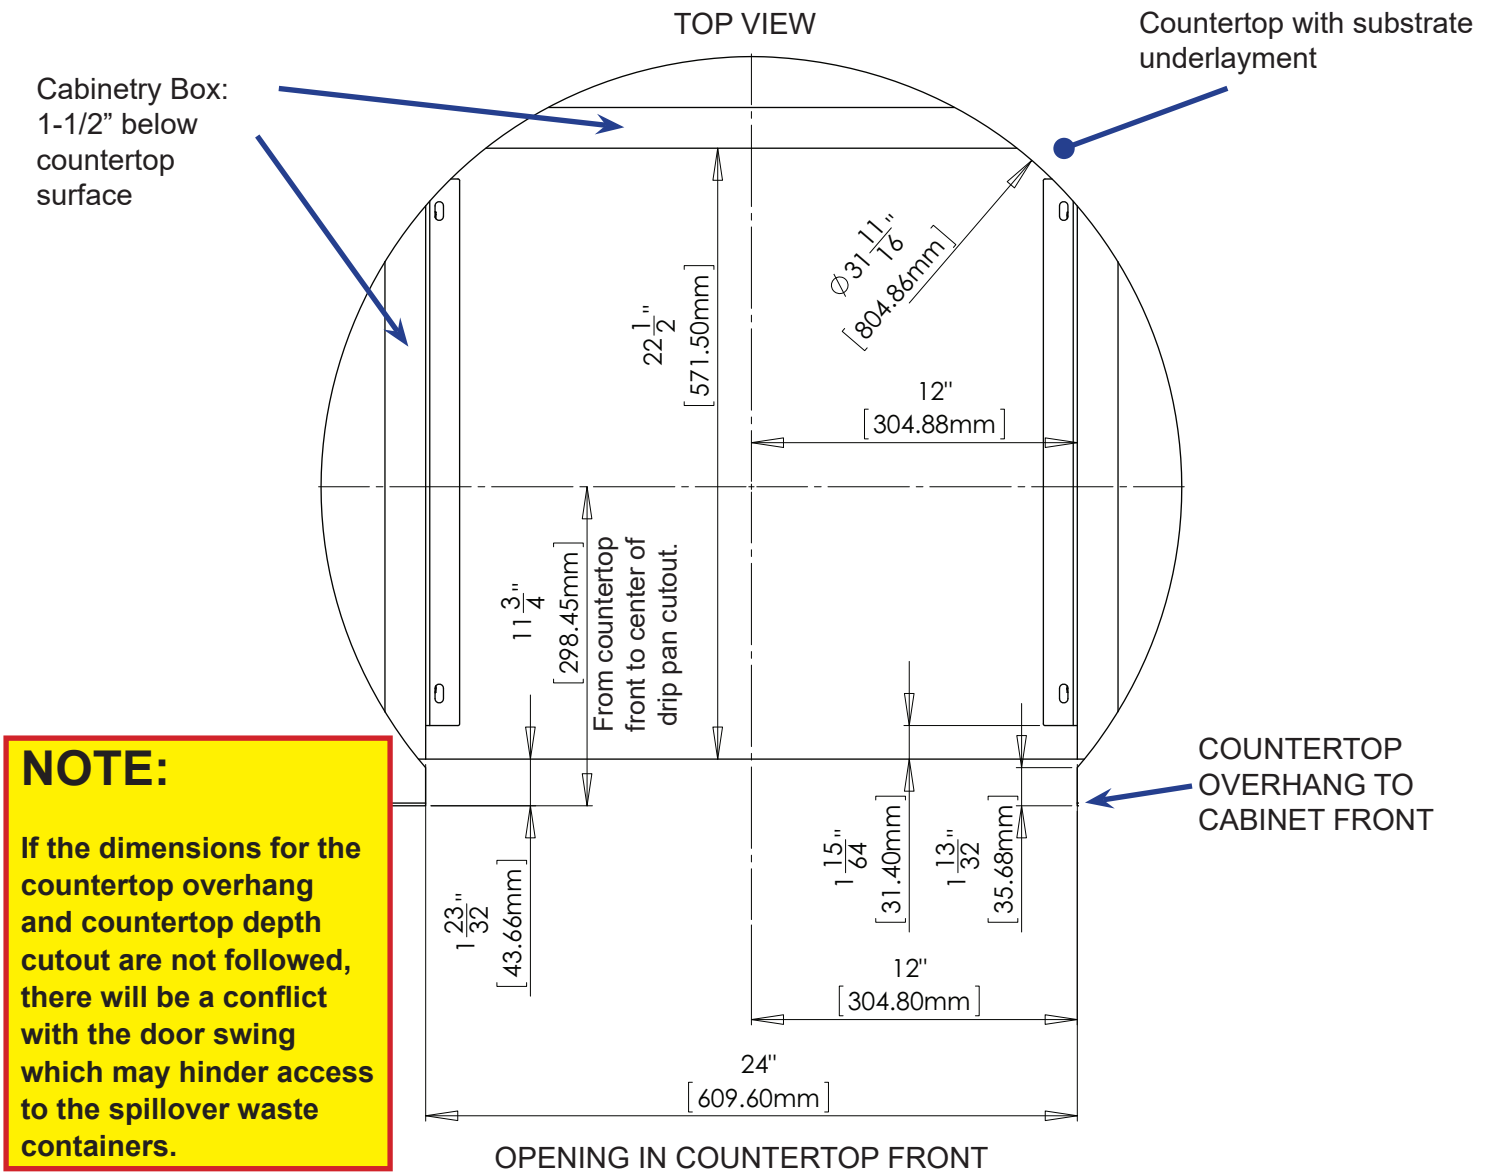 TOP VIEW
Countertop with substrate
underlayment
Cabinetry Box:
1-1/2” below
countertop
surface
Ø31 11/16"
[804.86mm]
22 1/2"
[571.50mm]
12"
[304.88mm]
11 3/4"
[298.45mm]
From countertop
front to center of
drip pan cutout.
NOTE:
If the dimensions for the
countertop overhang
and countertop depth
cutout are not followed,
there will be a conflict
with the door swing
which may hinder access
to the spillover waste
containers.
COUNTERTOP
OVERHANG TO
CABINET FRONT
1 23/32"
[43.66mm]
1 15/64"
[31.40mm]
1 13/32"
[35.68mm]
12"
[304.80mm]
24"
[609.60mm]
OPENING IN COUNTERTOP FRONT